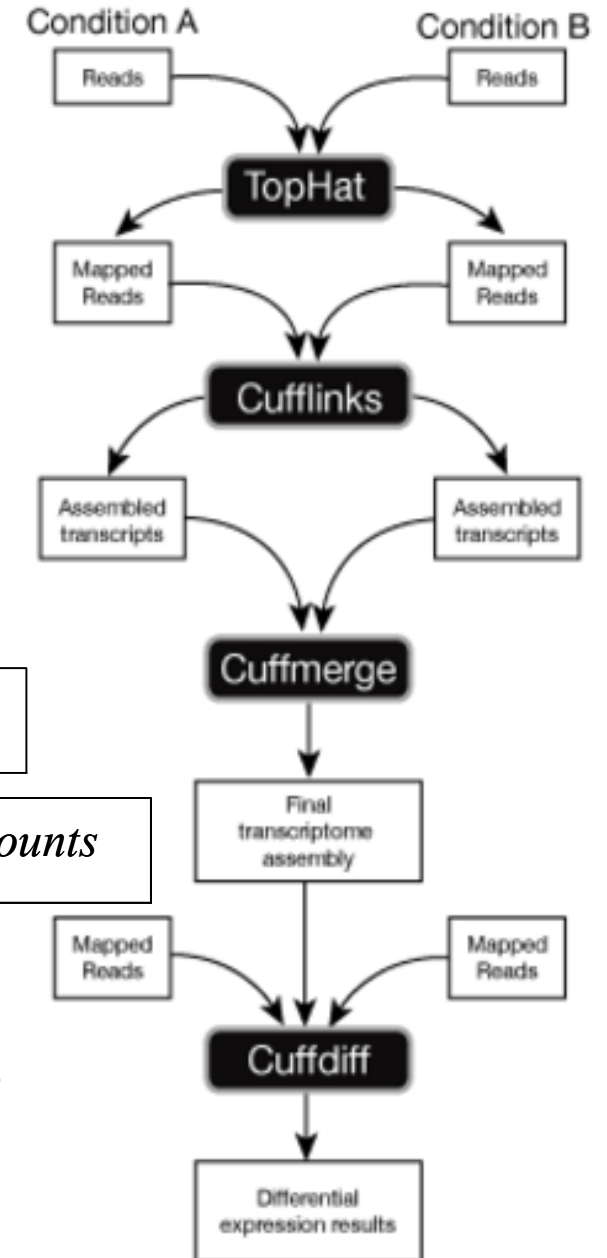 Condition A
Condition B
Reads
Reads
TopHat
Mapped
Reads
Mapped
Reads
Cufflinks
Assembled
transcripts
Assembled
transcripts
Cuffmerge
Final
transcriptome
assembly
Mapped
Reads
Mapped
Reads
Cuffdiff
Differential
expression results